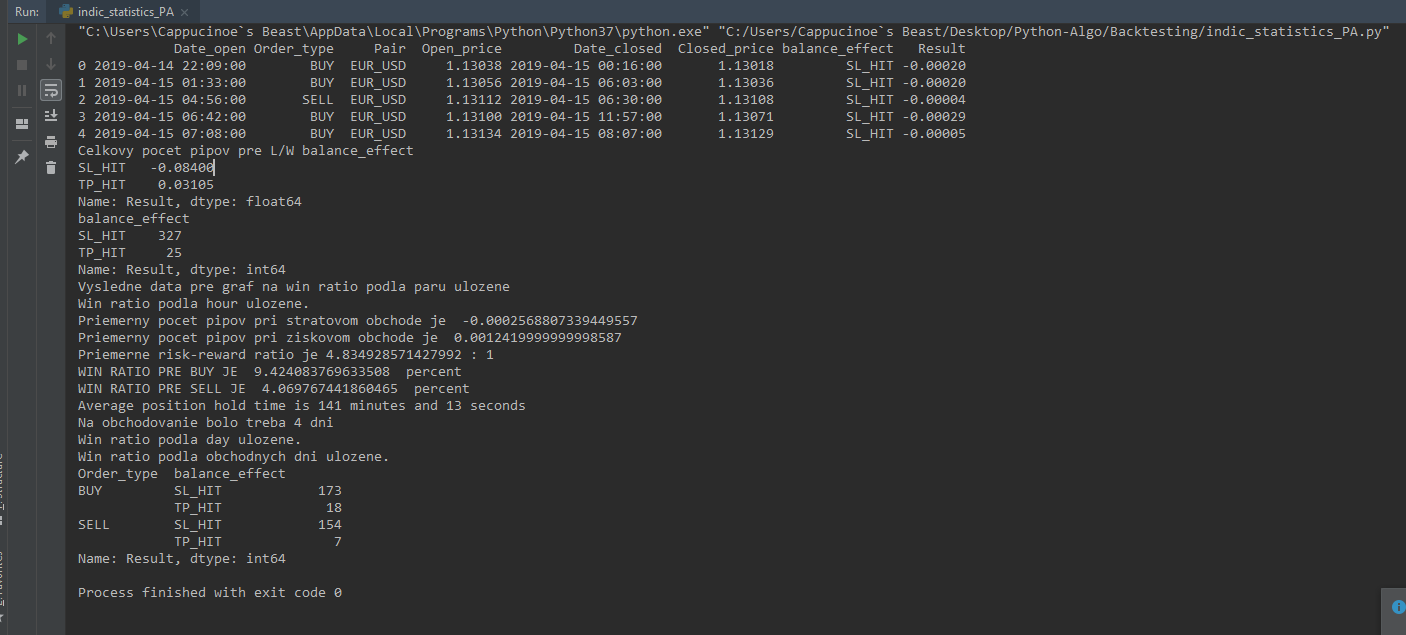 Run: indic_statistics_PA
"C:\Users\Cappucinoe`s Beast\AppData\Local\Programs\Python\Python37\python.exe" "C:/Users/Cappucinoe`s Beast/Desktop/Python-Algo/Backtesting/indic_statistics_PA.py"
Date_open Order_type Pair Open_price Date_closed Closed_price balance_effect Result
0 2019-04-14 22:09:00 BUY EUR_USD 1.13038 2019-04-15 00:16:00 1.13018 SL_HIT -0.00020
1 2019-04-15 01:33:00 BUY EUR_USD 1.13056 2019-04-15 06:03:00 1.13036 SL_HIT -0.00020
2 2019-04-15 04:56:00 SELL EUR_USD 1.13112 2019-04-15 06:30:00 1.13108 SL_HIT -0.00004
3 2019-04-15 06:42:00 BUY EUR_USD 1.13100 2019-04-15 11:57:00 1.13071 SL_HIT -0.00029
4 2019-04-15 07:08:00 BUY EUR_USD 1.13134 2019-04-15 08:07:00 1.13129 SL_HIT -0.00005
Celkovy pocet pipov pre L/W balance_effect
SL_HIT -0.08400
TP_HIT 0.03105
Name: Result, dtype: float64
balance_effect
SL_HIT 327
TP_HIT 25
Name: Result, dtype: int64
Vysledne data pre graf na win ratio podla paru ulozene
Win ratio podla hour ulozene.
Priemerny pocet pipov pri stratovom obchode je -0.0002568807339449557
Priemerny pocet pipov pri ziskovom obchode je 0.0012419999999998587
Priemerne risk-reward ratio je 4.834928571427992 : 1
WIN RATIO PRE BUY JE 9.424083769633508 percent
WIN RATIO PRE SELL JE 4.069767441860465 percent
Average position hold time is 141 minutes and 13 seconds
Na obchodovanie bolo treba 4 dni
Win ratio podla day ulozene.
Win ratio podla obchodnych dni ulozene.
Order_type balance_effect
BUY SL_HIT 173
TP_HIT 18
SELL SL_HIT 154
TP_HIT 7
Name: Result, dtype: int64
Process finished with exit code 0